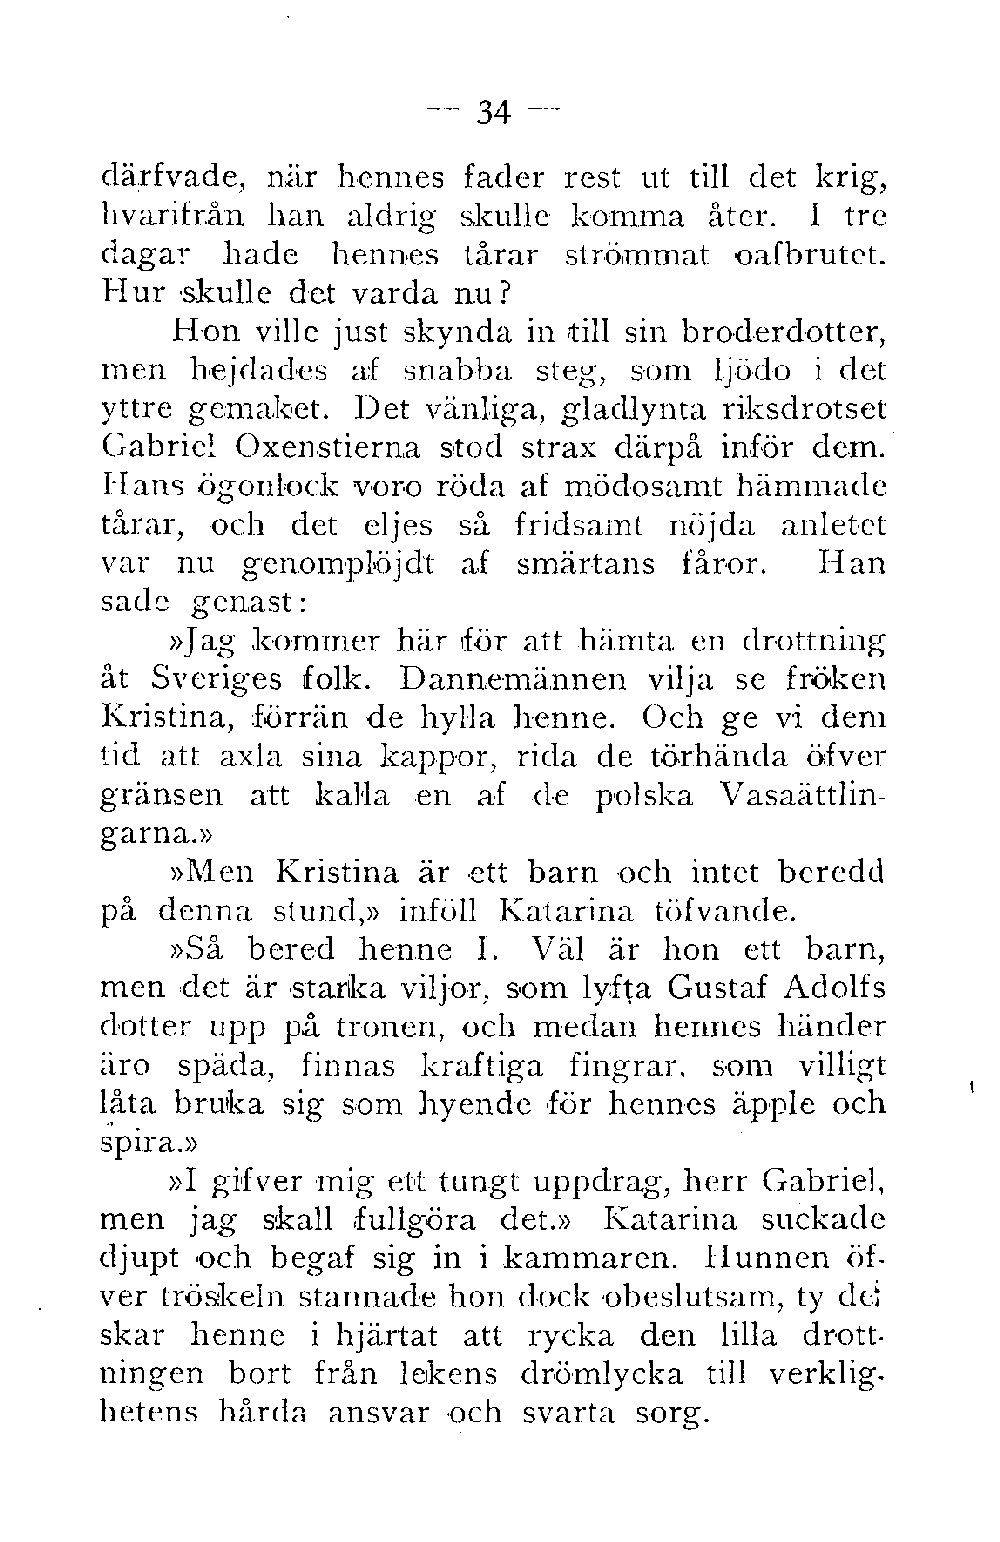 — 34 —
därfvade, när hennes fader rest ut till det krig,
hvarifrån han aldrig skulle komma åter. I tre
dagar hade hennes tårar strömmat oafbrutet.
Hur skulle det varda nu?
Hon ville just skynda in till sin broderdotter,
men hejdades af snabba steg, som ljödo i det
yttre gemaket. Det vänliga, gladlynta riksdrotset
Gabriel Oxenstierna stod strax därpå inför dem.
Hans ögonlock voro röda af mödosamt hämmade
tårar, och det eljes så fridsamt nöjda anletet
var nu genomplöjdt af smärtans fåror. Han
sade genast:
»Jag kommer här för att hämta en drottning
åt Sveriges folk. Dannemännen vilja se fröken
Kristina, förrän de hylla henne. Och ge vi dem
tid att axla sina kappor, rida de törhända öfver
gränsen att kalla en af de polska Vasaättlin-
garna.»
»Men Kristina är ett barn och intet beredd
på denna stund,» inföll Katarina töfvande.
»Så bered henne I. Väl är hon ett barn,
men det är starka viljor, som lyfta Gustaf Adolfs
dotter upp på tronen, och medan hennes händer
äro späda, finnas kraftiga fingrar, som villigt
låta bruka sig som hyende för hennes äpple och
spira.»
»I gifver mig ett tungt uppdrag, herr Gabriel,
men jag skall fullgöra det.» Katarina suckade
djupt och begaf sig in i kammaren. Hunnen öf-
ver tröskeln stannade hon dock obeslutsam, ty det
skar henne i hjärtat att rycka den lilla drott-
ningen bort från lekens drömlycka till verklig-
hetens hårda ansvar och svarta sorg.